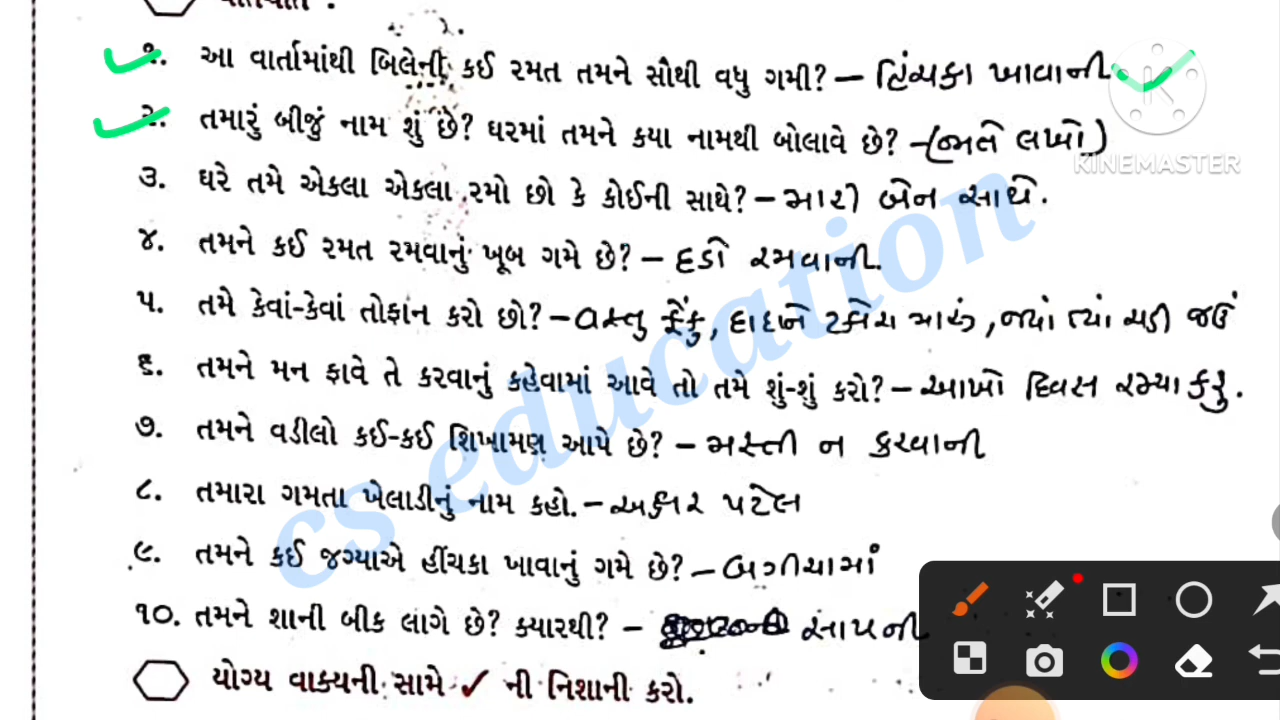 વાતચીત :
૧. આ વાર્તામાંથી બિલેની કઈ રમત તમને સૌથી વધુ ગમી? – હિંચકા ખાવાની
૨. તમારું બીજું નામ શું છે? ઘરમાં તમને કયા નામથી બોલાવે છે? – (જાતે લખો)
KINEMASTER
૩. ઘરે તમે એકલા એકલા રમો છો કે કોઈની સાથે? – મારી બેન સાથે.
૪. તમને કઈ રમત રમવાનું ખૂબ ગમે છે? – દડો રમવાની.
૫. તમે કેવાં-કેવાં તોફાન કરો છો? – વસ્તુ ફેંકુ, દાદાને ટપોરા મારું, જ્યાં ત્યાં ચડી જઉં
૬. તમને મન ફાવે તે કરવાનું કહેવામાં આવે તો તમે શું-શું કરો? – આખો દિવસ રમ્યા કરું.
૭. તમને વડીલો કઈ-કઈ શિખામણ આપે છે? – મસ્તી ન કરવાની
૮. તમારા ગમતા ખેલાડીનું નામ કહો. – અક્ષર પટેલ
૯. તમને કઈ જગ્યાએ હીંચકા ખાવાનું ગમે છે? – બગીચામાં
૧૦. તમને શાની બીક લાગે છે? ક્યારથી? – સાપની
યોગ્ય વાક્યની સામે ✓ ની નિશાની કરો.
cs education